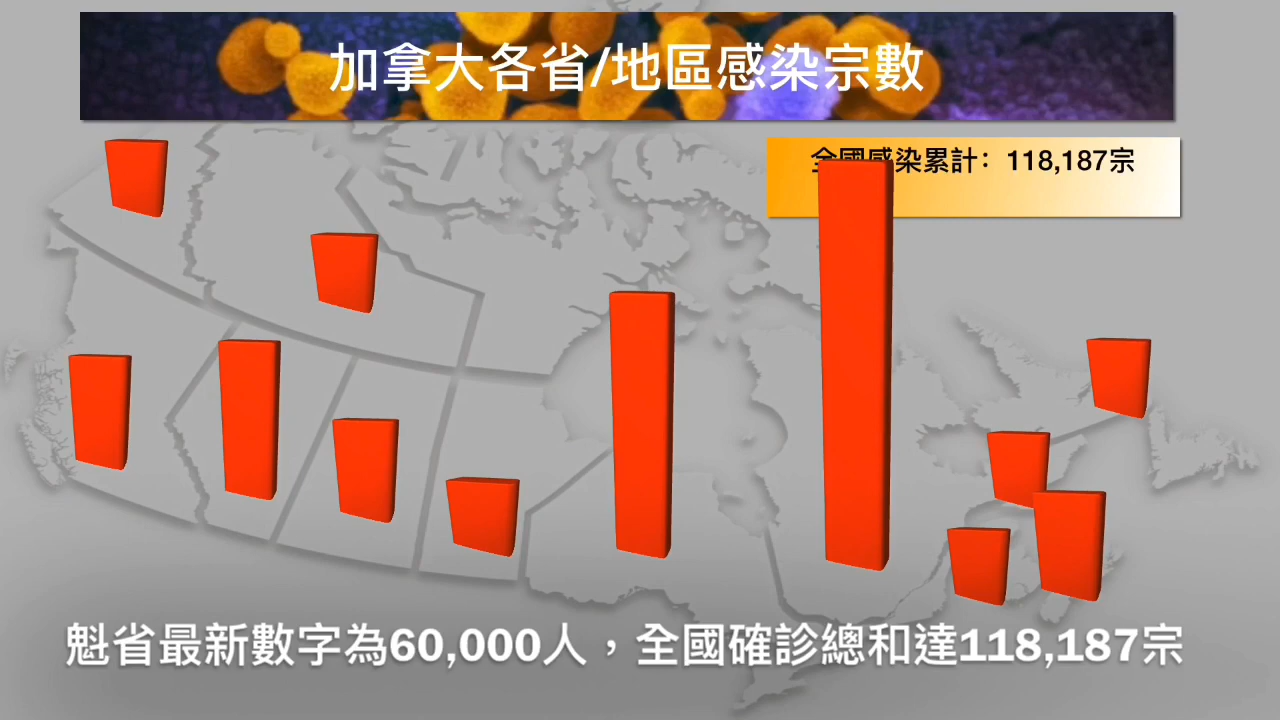 加拿大各省/地區感染宗數
全國感染累計：118,187宗
魁省最新數字為60,000人，全國確診總和達118,187宗